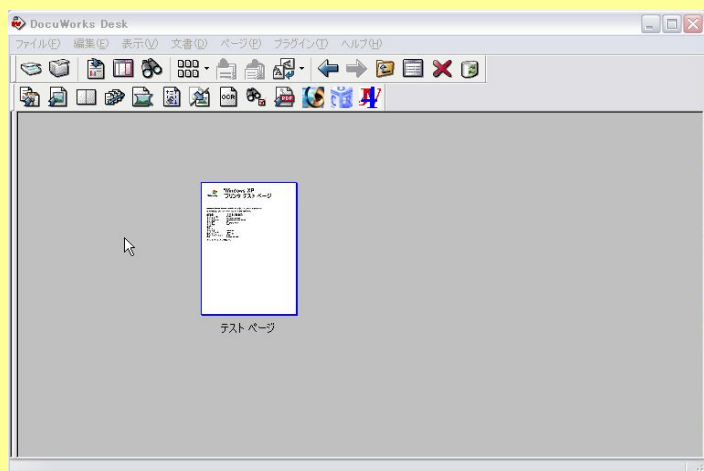 DocuWorks Desk
ファイル(F) 編集(E) 表示(V) 文書(D) ページ(P) プラグイン(T) ヘルプ(H)
OCR
PDF
Windows XP
プリンタ テスト ページ
テスト ページ